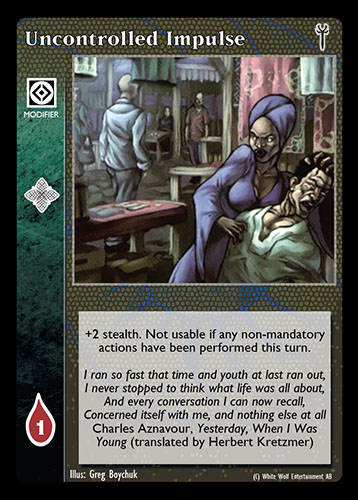 Uncontrolled Impulse
MODIFIER
+2 stealth. Not usable if any non-mandatory
actions have been performed this turn.
I ran so fast that time and youth at last ran out,
I never stopped to think what life was all about,
And every conversation I can now recall,
Concerned itself with me, and nothing else at all
Charles Aznavour, Yesterday, When I Was
Young (translated by Herbert Kretzmer)
1
Illus: Greg Boychuk
(C) White Wolf Entertainment AB